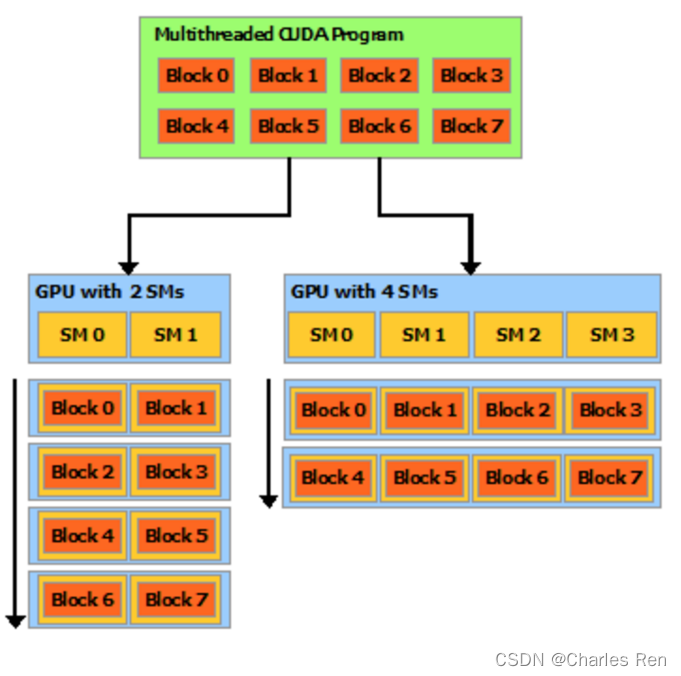 Multithreaded CUDA Program
Block 0 Block 1 Block 2 Block 3
Block 4 Block 5 Block 6 Block 7
GPU with 2 SMs
SM 0 SM 1
Block 0 Block 1
Block 2 Block 3
Block 4 Block 5
Block 6 Block 7
GPU with 4 SMs
SM 0 SM 1 SM 2 SM 3
Block 0 Block 1 Block 2 Block 3
Block 4 Block 5 Block 6 Block 7
CSDN @Charles Ren